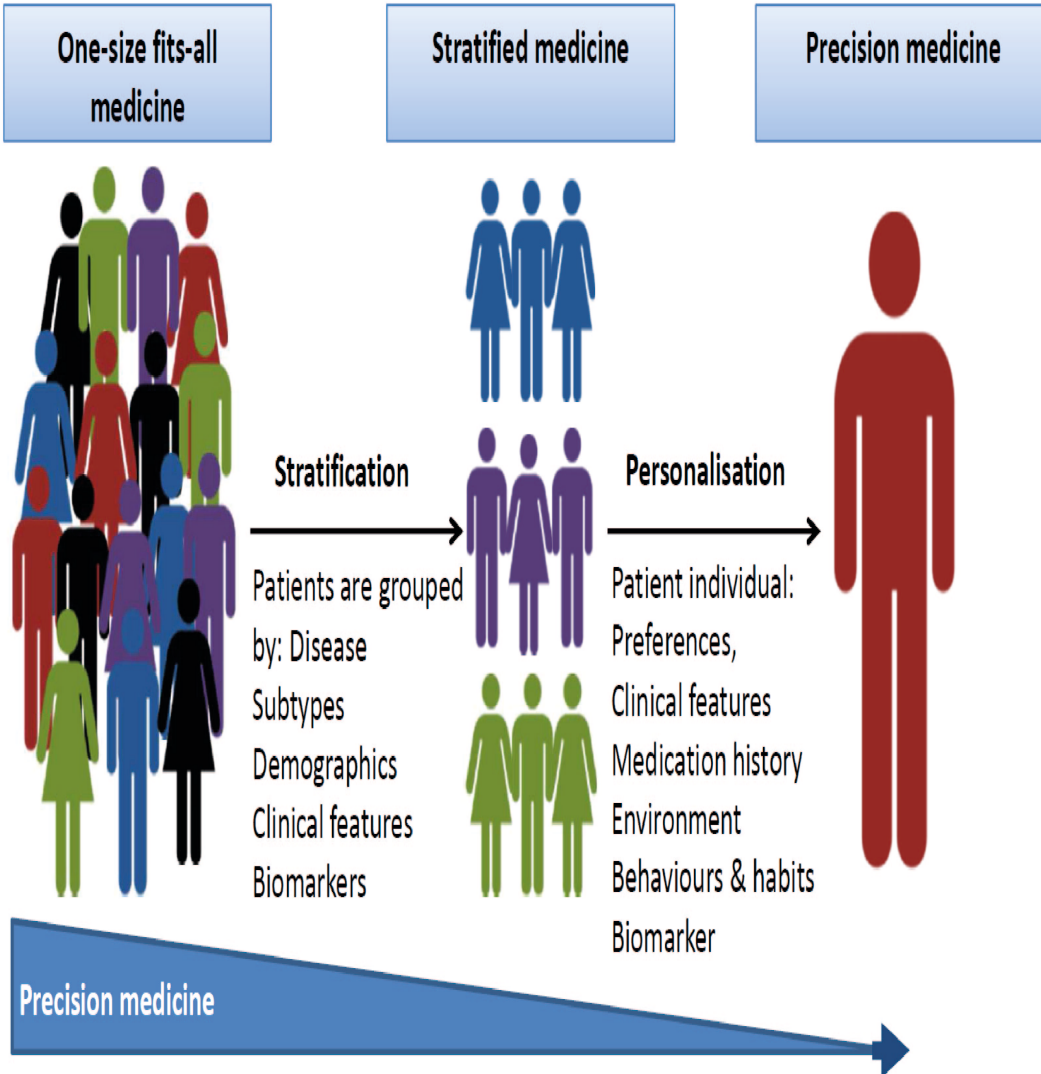 One-size fits-all
medicine
Stratified medicine
Precision medicine
Stratification
Patients are grouped
by: Disease
Subtypes
Demographics
Clinical features
Biomarkers
Personalisation
Patient individual:
Preferences,
Clinical features
Medication history
Environment
Behaviours & habits
Biomarker
Precision medicine